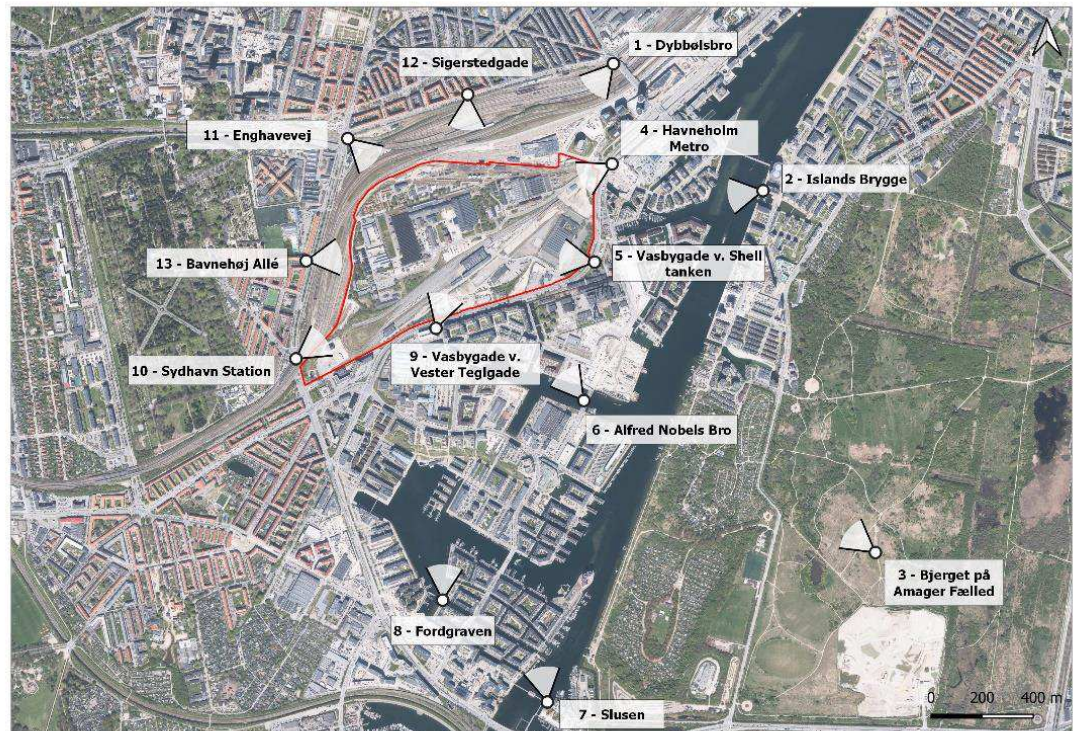 1 - Dybbølsbro
12 - Sigerstedgade
11 - Enghavevej
4 - Havneholm
Metro
2 - Islands Brygge
13 - Bavnehøj Allé
5 - Vasbygade v. Shell
tanken
10 - Sydhavn Station
9 - Vasbygade v.
Vester Teglgade
6 - Alfred Nobels Bro
3 - Bjerget på
Amager Fælled
8 - Fordgraven
7 - Slusen
0 200 400 m